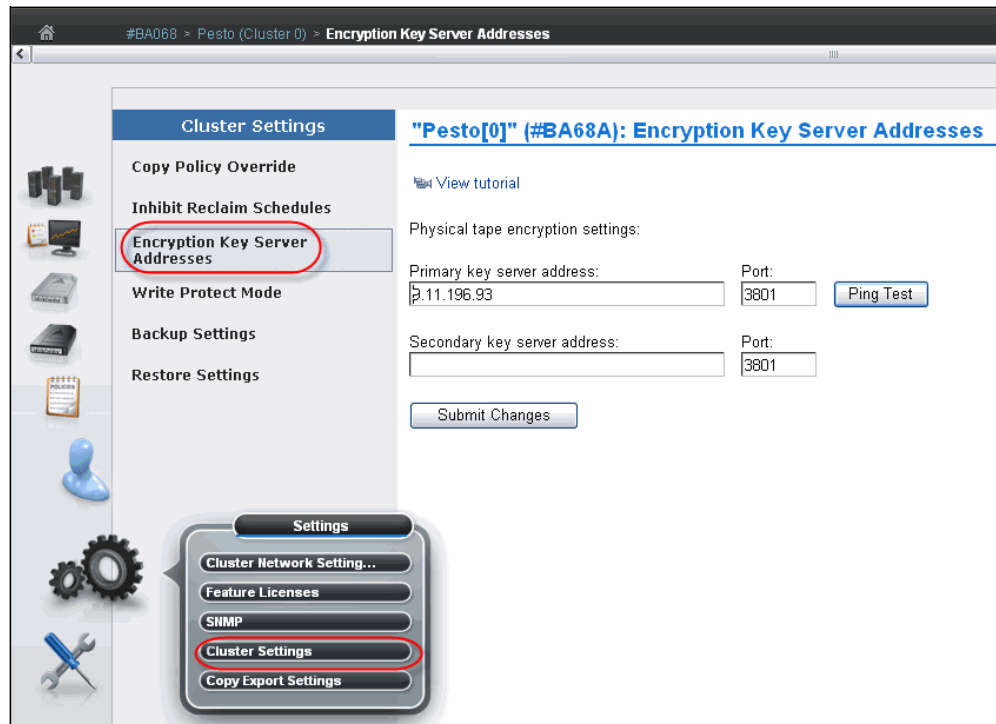 #BA068 > Pesto (Cluster 0) > Encryption Key Server Addresses
Cluster Settings
Copy Policy Override
Inhibit Reclaim Schedules
Encryption Key Server
Addresses
Write Protect Mode
Backup Settings
Restore Settings
"Pesto[0]" (#BA68A): Encryption Key Server Addresses
View tutorial
Physical tape encryption settings:
Primary key server address: Port:
9.11.196.93 3801 Ping Test
Secondary key server address: Port:
3801
Submit Changes
POLICIES
Settings
Cluster Network Setting...
Feature Licenses
SNMP
Cluster Settings
Copy Export Settings